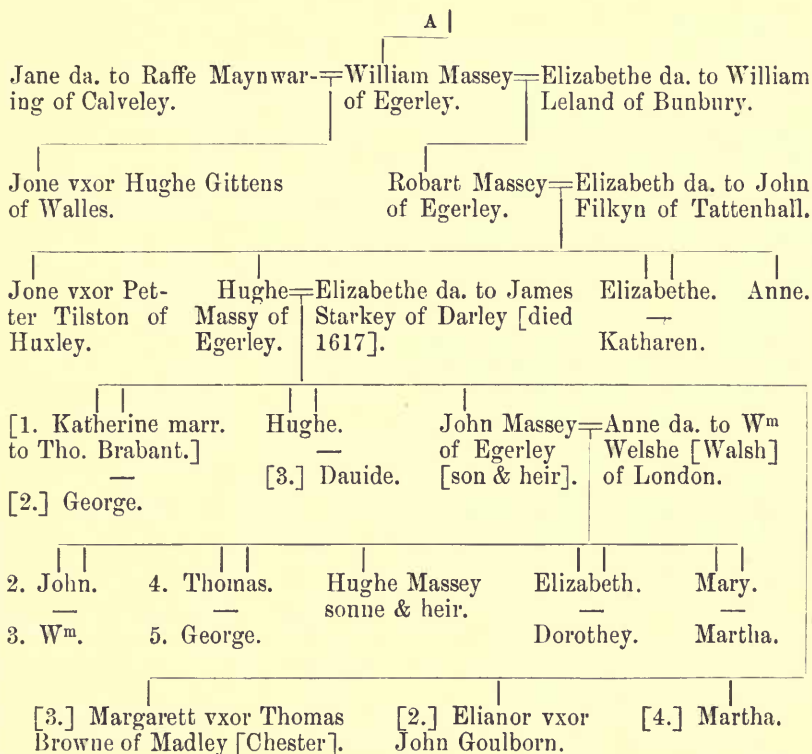 A
Jane da. to Raffe Maynwar- William Massey Elizabethe da. to William
ing of Calveley. of Egerley. Leland of Bunbury.
Jone vxor Hughe Gittens Robart Massey Elizabeth da. to John
of Walles. of Egerley. Filkyn of Tattenhall.
Jone vxor Pet- Hughe Elizabethe da. to James Elizabethe. Anne.
ter Tilston of Massy of Starkey of Darley [died
Huxley. Egerley. 1617]. Katharen.
[1. Katherine marr. Hughe. John Massey Anne da. to Wm
to Tho. Brabant.] of Egerley Welshe [Walsh]
[3.] Dauide. [son & heir]. of London.
[2.] George.
2. John. 4. Thomas. Hughe Massey Elizabeth. Mary.
sonne & heir.
3. Wm. 5. George. Dorothey. Martha.
[3.] Margarett vxor Thomas [2.] Elianor vxor [4.] Martha.
Browne of Madley [Chester]. John Goulborn.